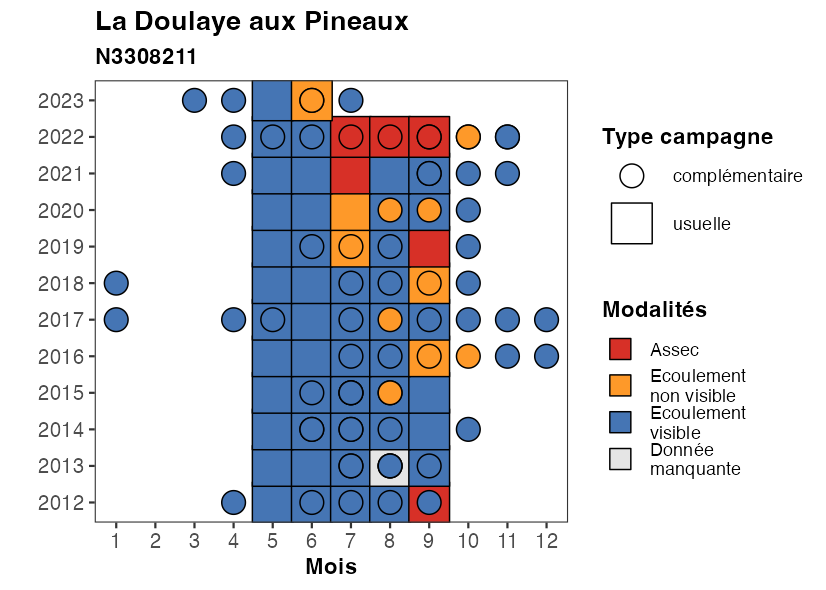 La Doulaye aux Pineaux
N3308211
2023
2022
2021
2020
2019
2018
2017
2016
2015
2014
2013
2012
1 2 3 4 5 6 7 8 9 10 11 12
Mois
Type campagne
complémentaire
usuelle
Modalités
Assec
Ecoulement
non visible
Ecoulement
visible
Donnée
manquante